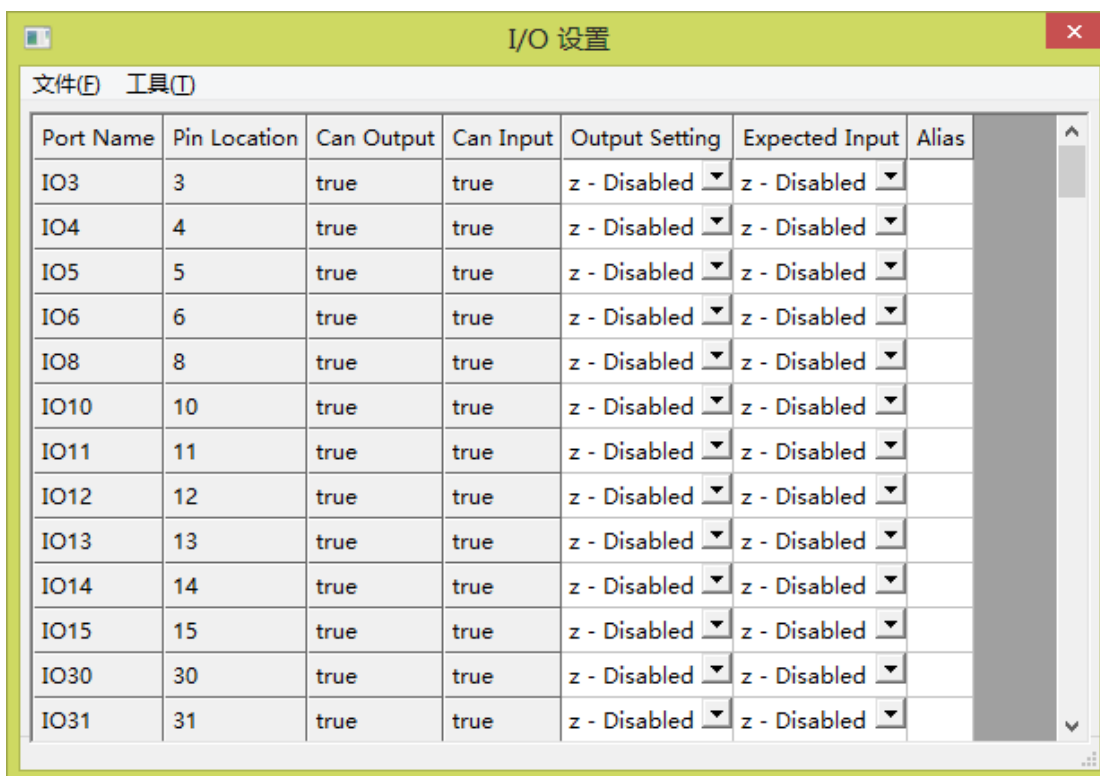 I/O 设置
文件(F) 工具(T)
Port Name Pin Location Can Output Can Input Output Setting Expected Input Alias
IO3 3 true true z - Disabled z - Disabled
IO4 4 true true z - Disabled z - Disabled
IO5 5 true true z - Disabled z - Disabled
IO6 6 true true z - Disabled z - Disabled
IO8 8 true true z - Disabled z - Disabled
IO10 10 true true z - Disabled z - Disabled
IO11 11 true true z - Disabled z - Disabled
IO12 12 true true z - Disabled z - Disabled
IO13 13 true true z - Disabled z - Disabled
IO14 14 true true z - Disabled z - Disabled
IO15 15 true true z - Disabled z - Disabled
IO30 30 true true z - Disabled z - Disabled
IO31 31 true true z - Disabled z - Disabled